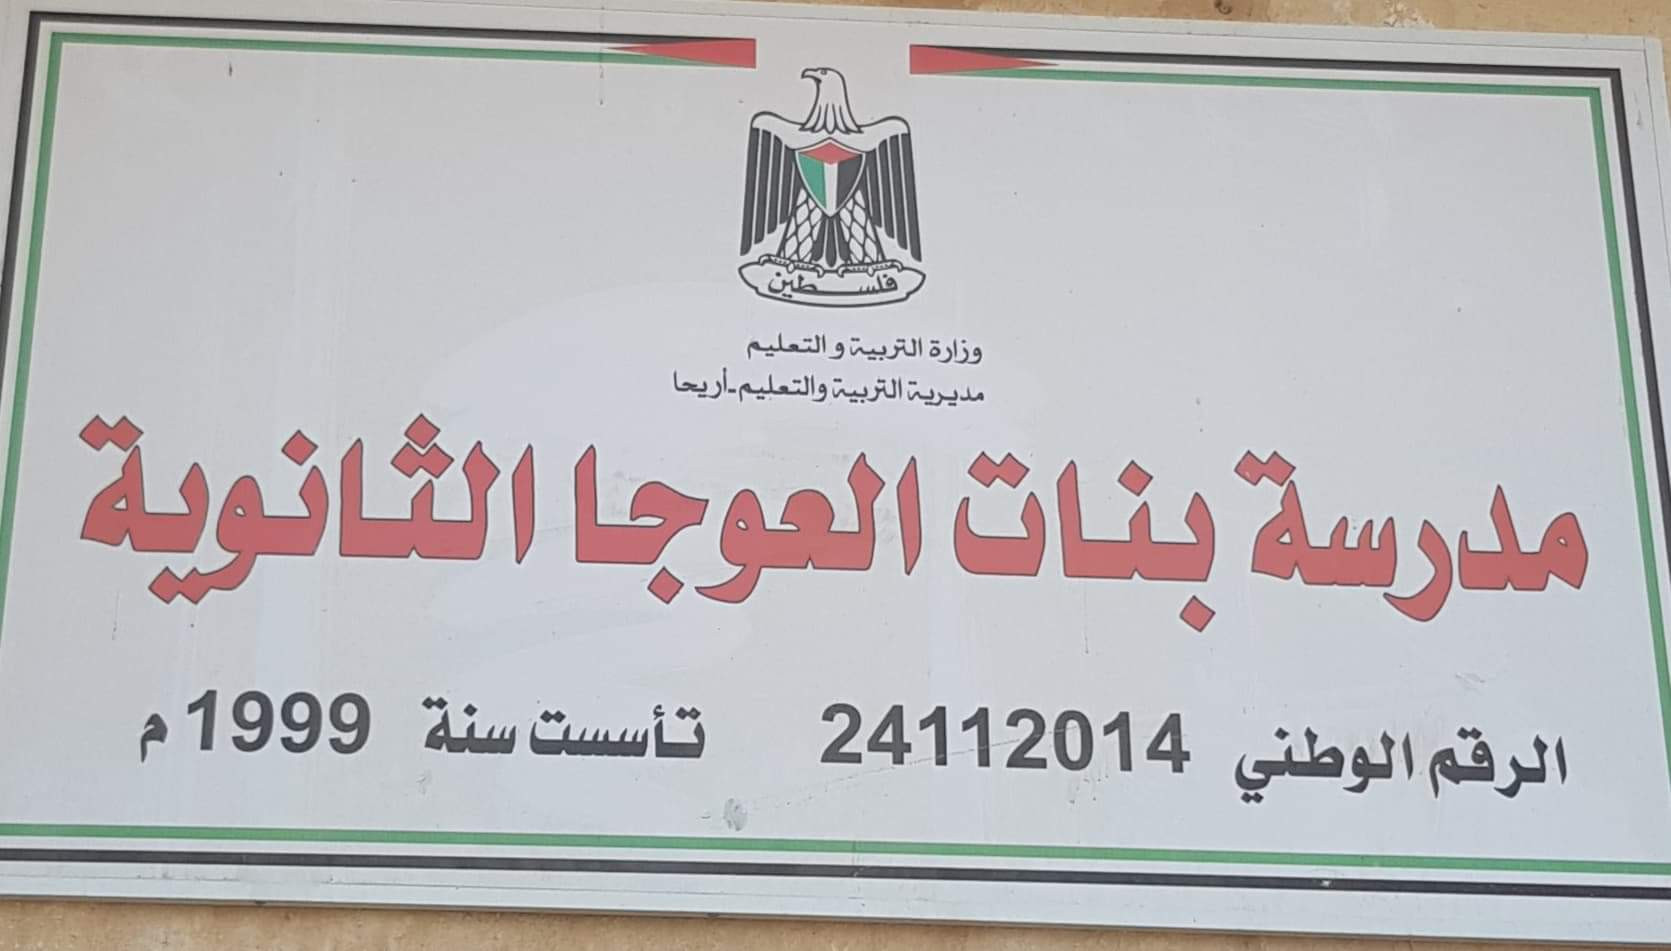 فلسطين
وزارة التربية و التعليم
مديرية التربية والتعليم-أريحا
مدرسة بنات العوجا الثانوية
الرقم الوطني 24112014 تأسست سنة 1999 م